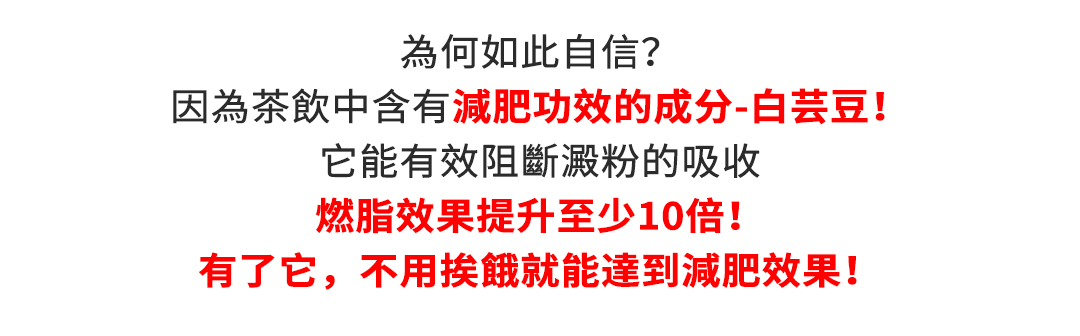 為何如此自信？
因為茶飲中含有減肥功效的成分-白芸豆！
它能有效阻斷澱粉的吸收
燃脂效果提升至少10倍！
有了它，不用挨餓就能達到減肥效果！